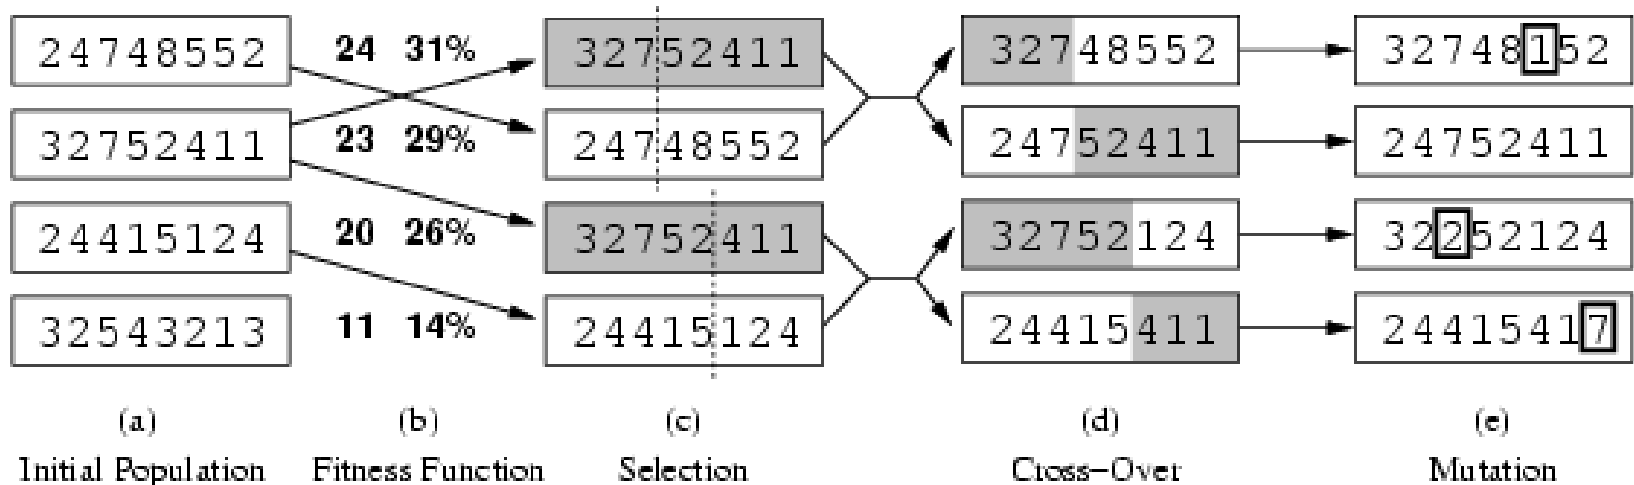 24748552 24 31% 32752411 32748552 32748152
32752411 23 29% 24748552 24752411 24752411
24415124 20 26% 32752411 32752124 32252124
32543213 11 14% 24415124 24415411 24415417
(a) (b) (c) (d) (e)
Initial Population Fitness Function Selection Cross-Over Mutation